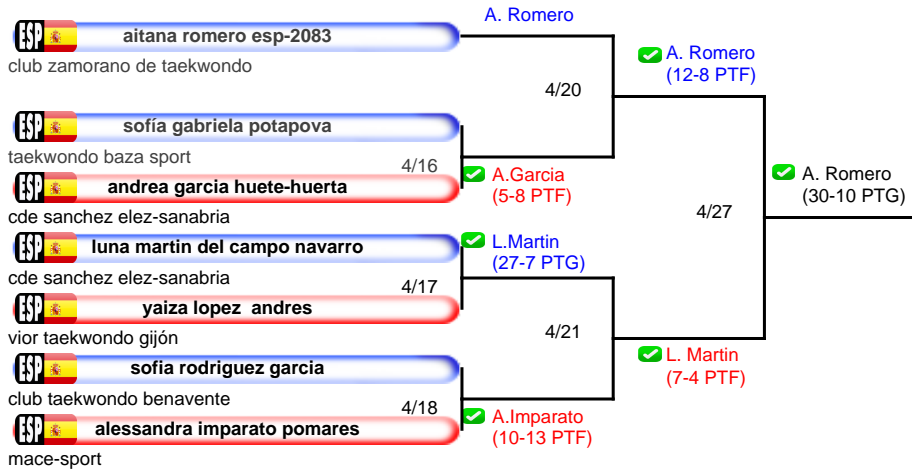 A. Romero
ESP aitana romero esp-2083
club zamorano de taekwondo
A. Romero
(12-8 PTF)
4/20
ESP sofía gabriela potapova
taekwondo baza sport
4/16
A.Garcia
(5-8 PTF)
ESP andrea garcia huete-huerta
cde sanchez elez-sanabria
A. Romero
(30-10 PTG)
4/27
ESP luna martin del campo navarro
cde sanchez elez-sanabria
L.Martin
(27-7 PTG)
4/17
ESP yaiza lopez andres
vior taekwondo gijón
4/21
L. Martin
(7-4 PTF)
ESP sofia rodriguez garcia
club taekwondo benavente
4/18
A.Imparato
(10-13 PTF)
ESP alessandra imparato pomares
mace-sport